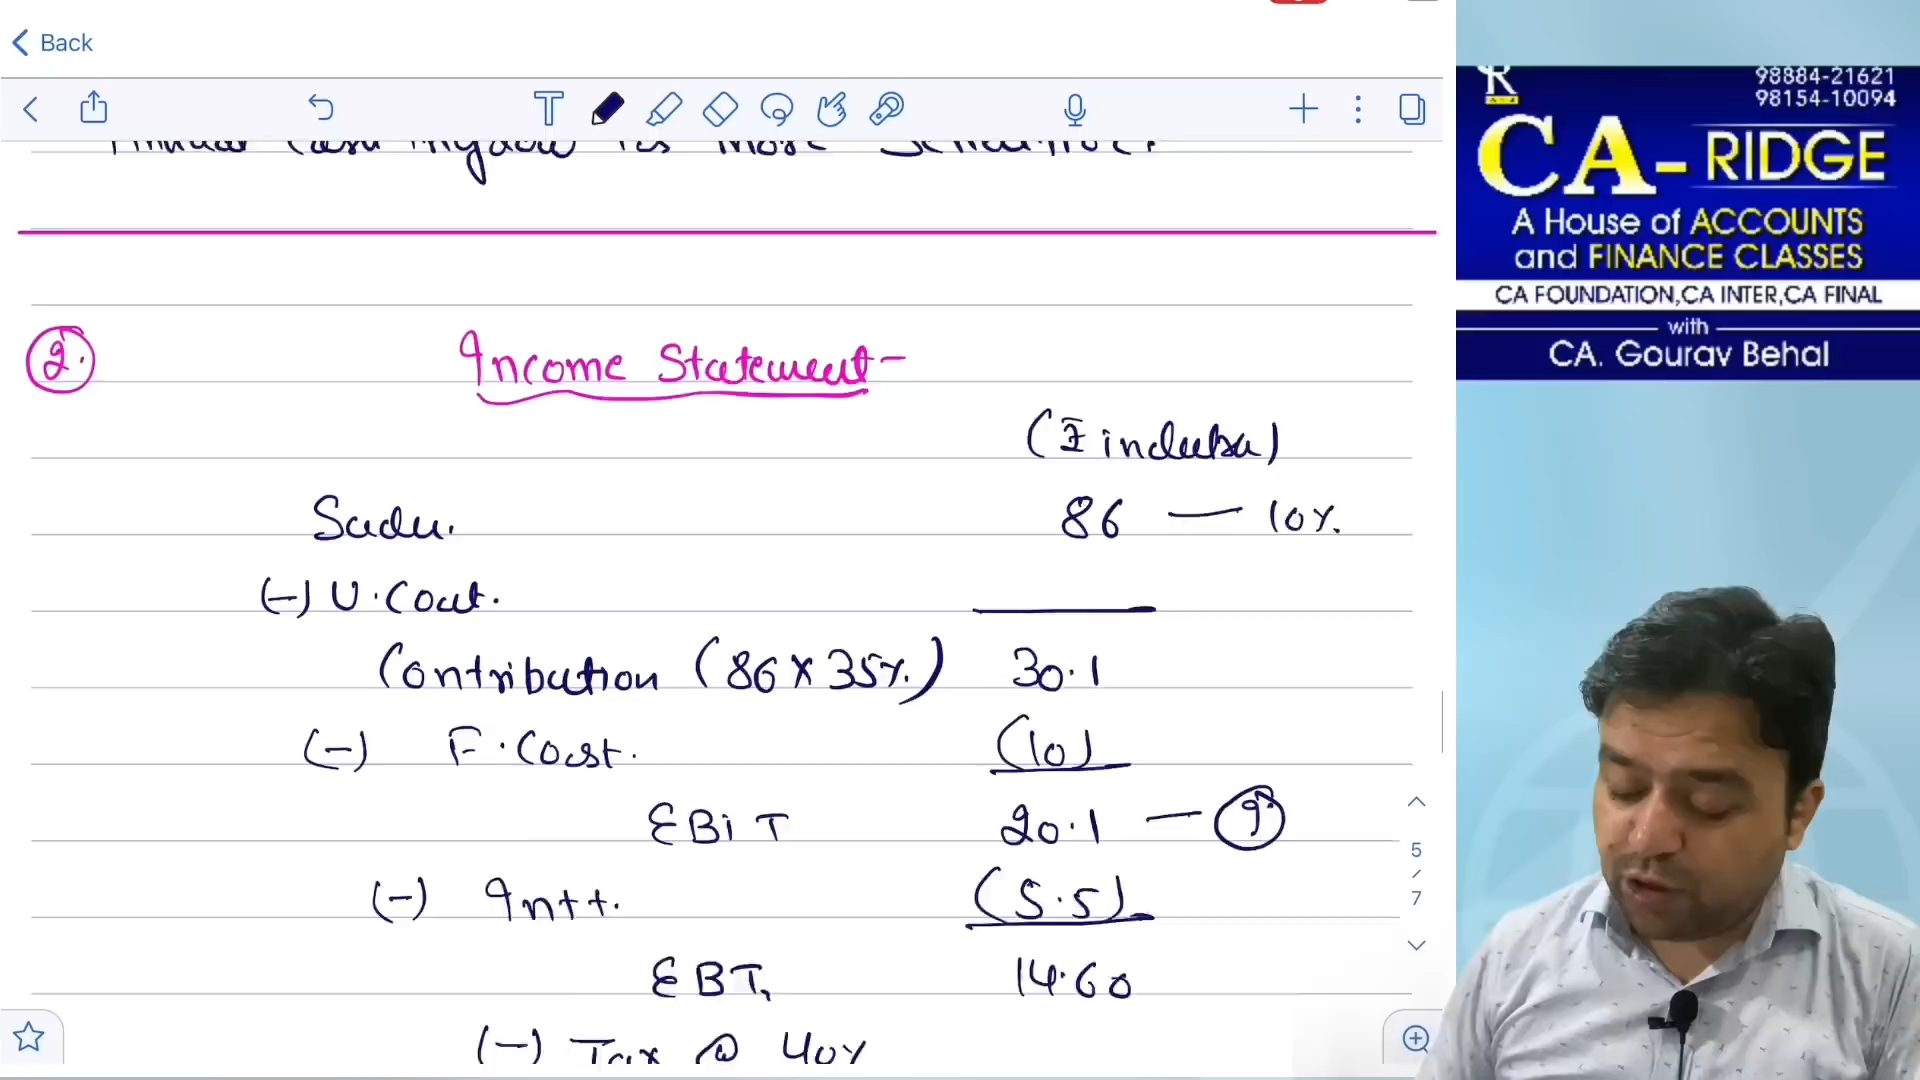 Back
②.
Income Statement-
(₹ in lakhs)
Sales. 86 — 10%.
(-) V.Cost.
Contribution (86 X 35%.) 30.1
(-) F.Cost. (10)
EBIT 20.1 — ?
(-) Intt. (5.5)
EBT, 14.60
(-) Tax @ 40%
5
/
7
98884-21621
98154-10094
CA- RIDGE
A House of ACCOUNTS
and FINANCE CLASSES
CA FOUNDATION,CA INTER,CA FINAL
with
CA. Gourav Behal